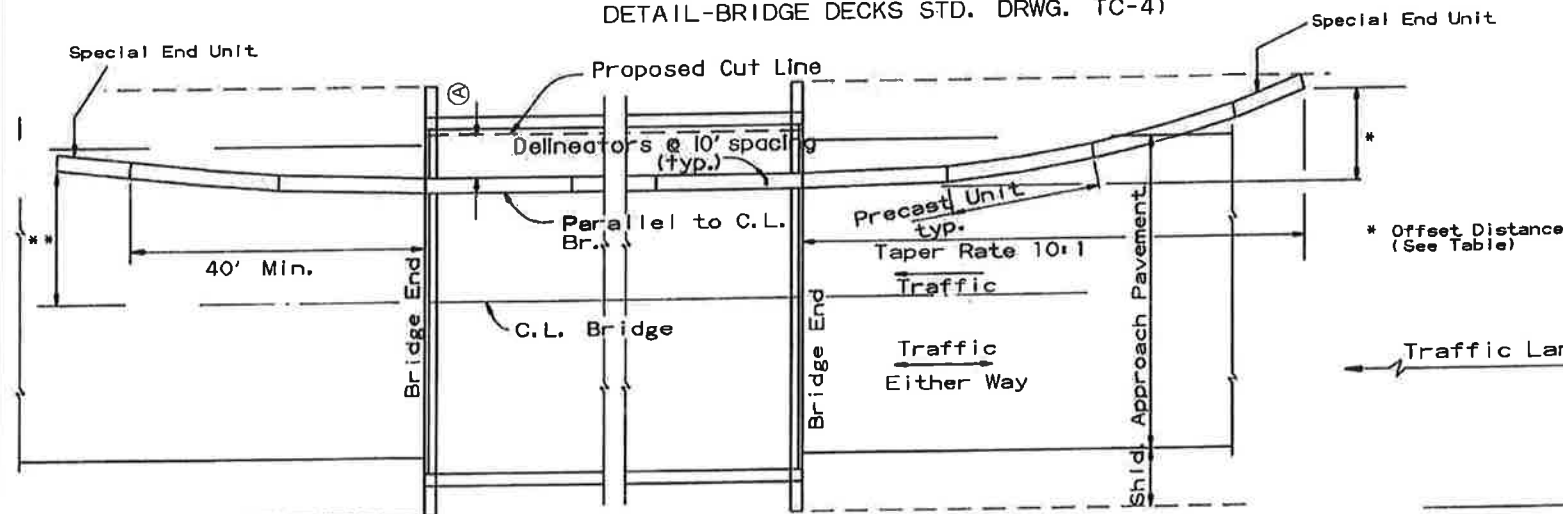 DETAIL-BRIDGE DECKS STD. DRWG. TC-4)
Special End Unit
Special End Unit
Proposed Cut Line
A
Delineators @ 10' spacing
(typ.)
*
Precast Unit
typ.
Parallel to C.L.
Br.
* *
40' Min.
Taper Rate 10:1
* Offset Distance
(See Table)
Traffic
C.L. Bridge
Bridge End
Bridge End
Traffic
Either Way
Approach Pavement
Shld.
Traffic Lan